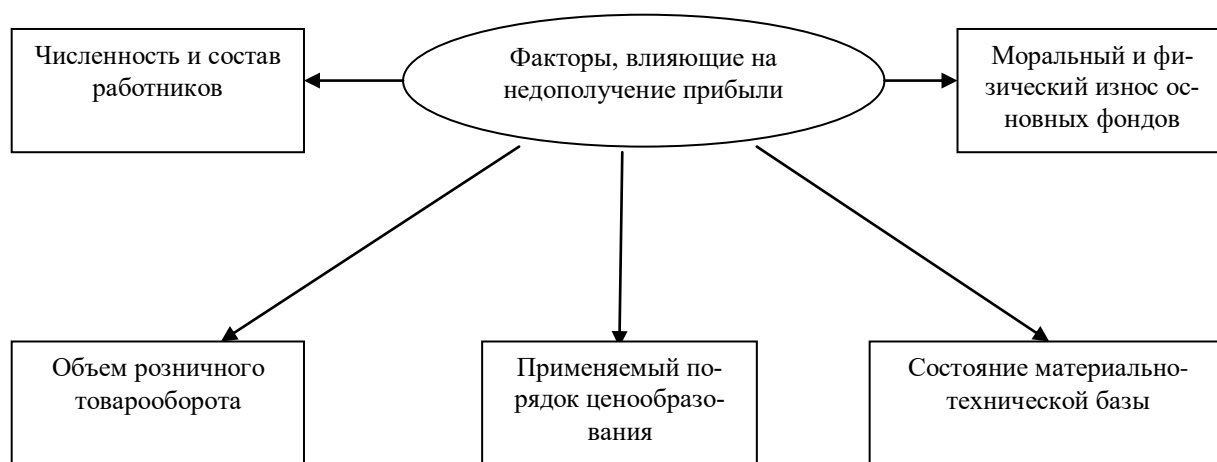 Численность и состав
работников
Факторы, влияющие на
недополучение прибыли
Моральный и фи-
зический износ ос-
новных фондов
Объем розничного
товарооборота
Применяемый по-
рядок ценообразо-
вания
Состояние материально-
технической базы